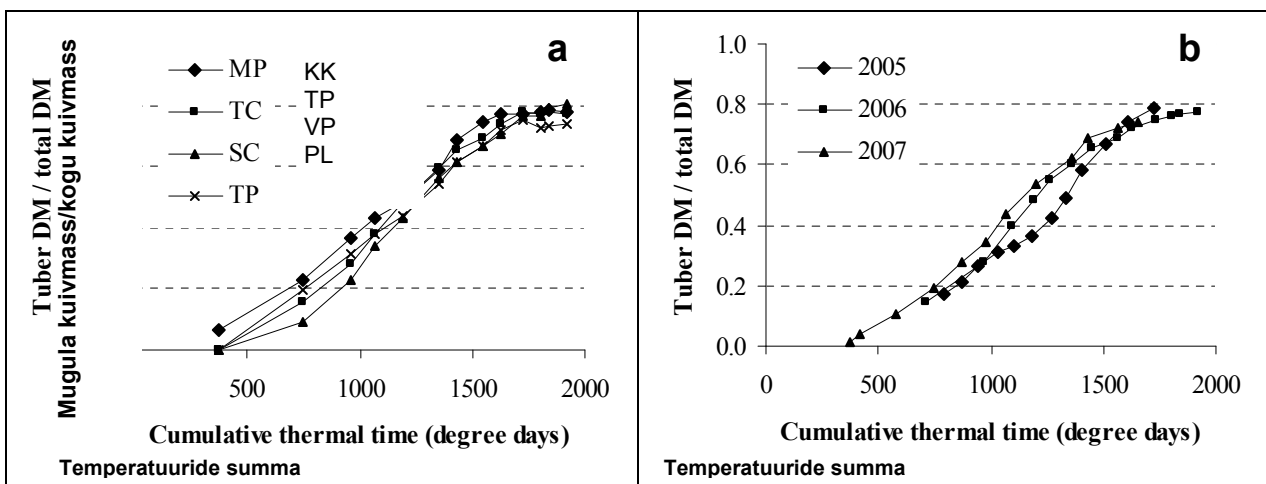 a
MP KK
TC TP
SC VP
TP PL
Tuber DM / total DM
Mugula kuivmass/kogu kuivmass
500 1000 1500 2000
Cumulative thermal time (degree days)
Temperatuuride summa
b
2005
2006
2007
Tuber DM / total DM
1.0
0.8
0.6
0.4
0.2
0.0
0 500 1000 1500 2000
Cumulative thermal time (degree days)
Temperatuuride summa